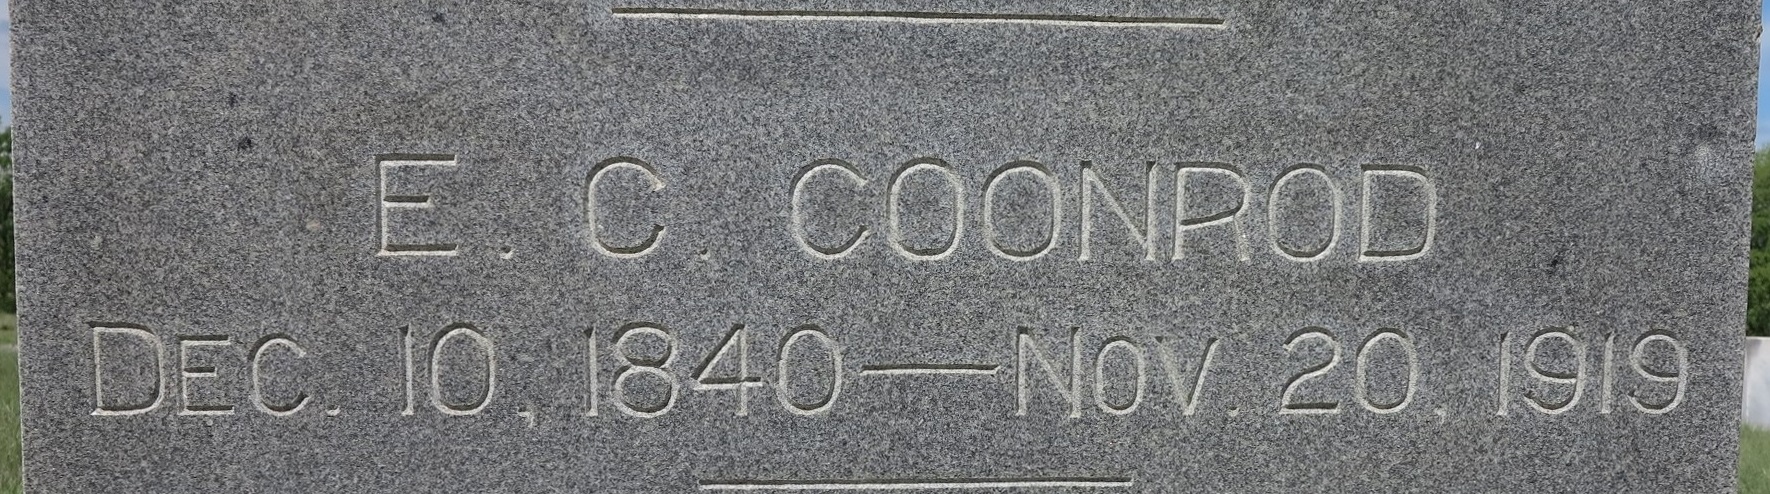 E. C. COONROD
DEC. 10, 1840—NOV. 20, 1919